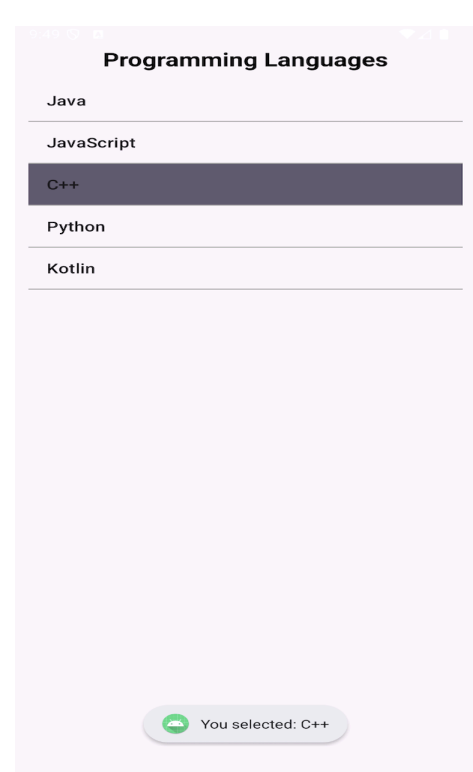 Programming Languages
Java
JavaScript
C++
Python
Kotlin
You selected: C++